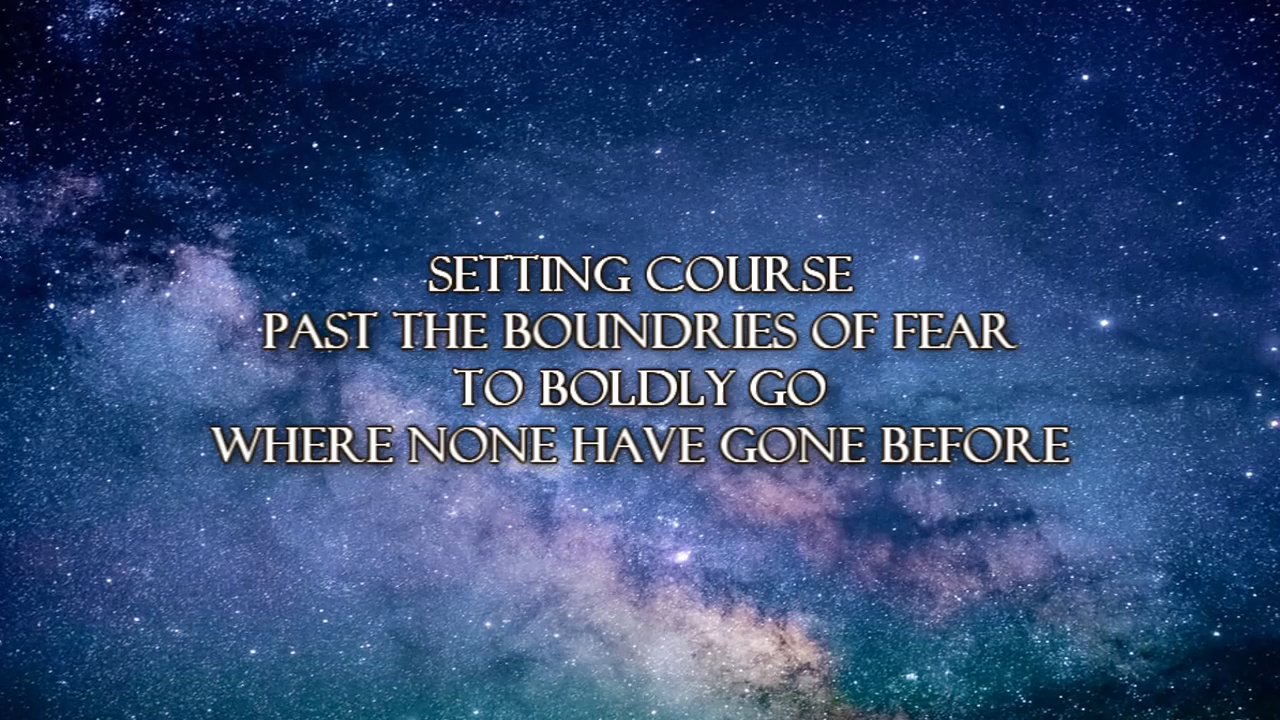 SETTING COURSE
PAST THE BOUNDRIES OF FEAR
TO BOLDLY GO
WHERE NONE HAVE GONE BEFORE